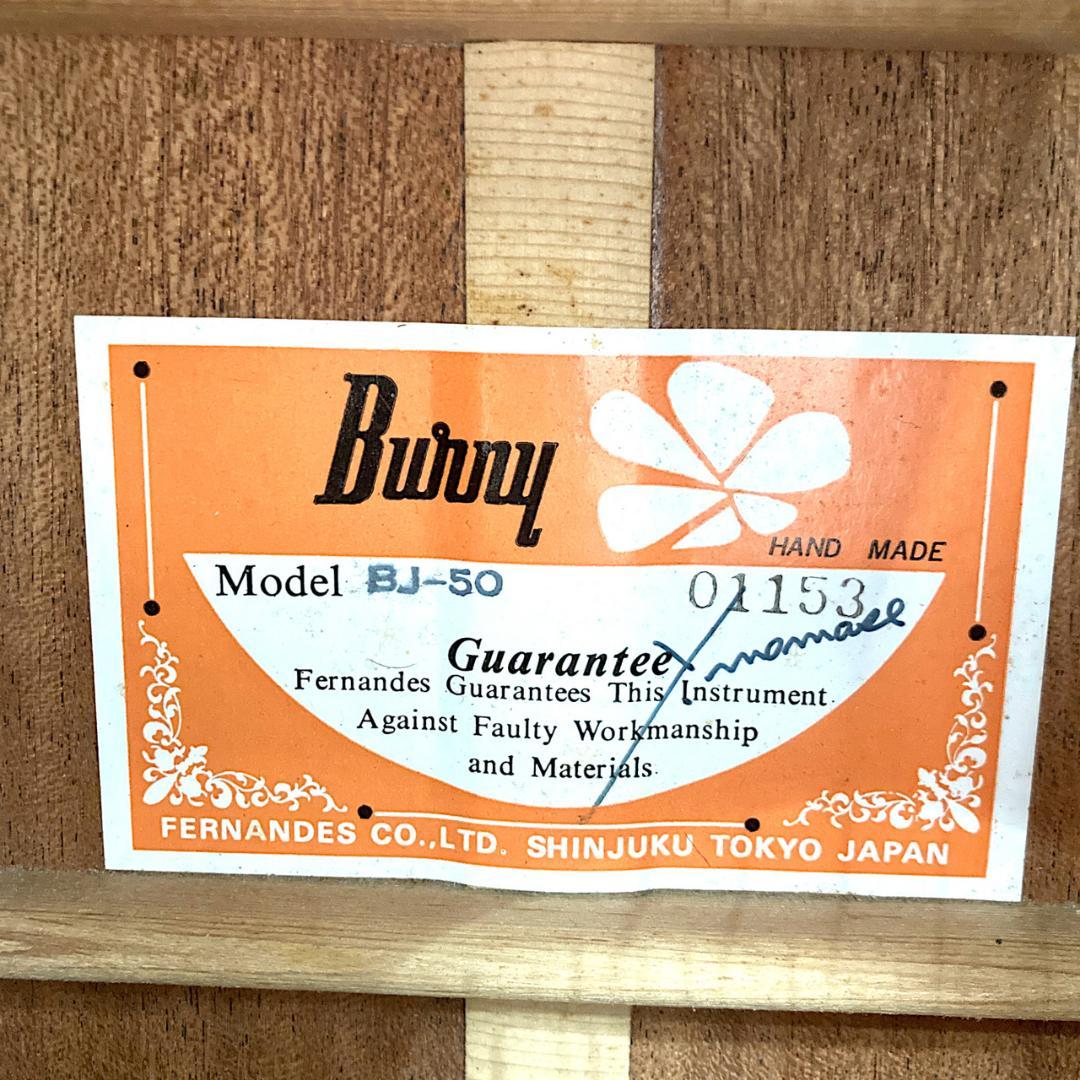 Burny
HAND MADE
Model BJ-50 01153
Guarantee
Fernandes Guarantees This Instrument
Against Faulty Workmanship
and Materials
FERNANDES CO.,LTD. SHINJUKU TOKYO JAPAN